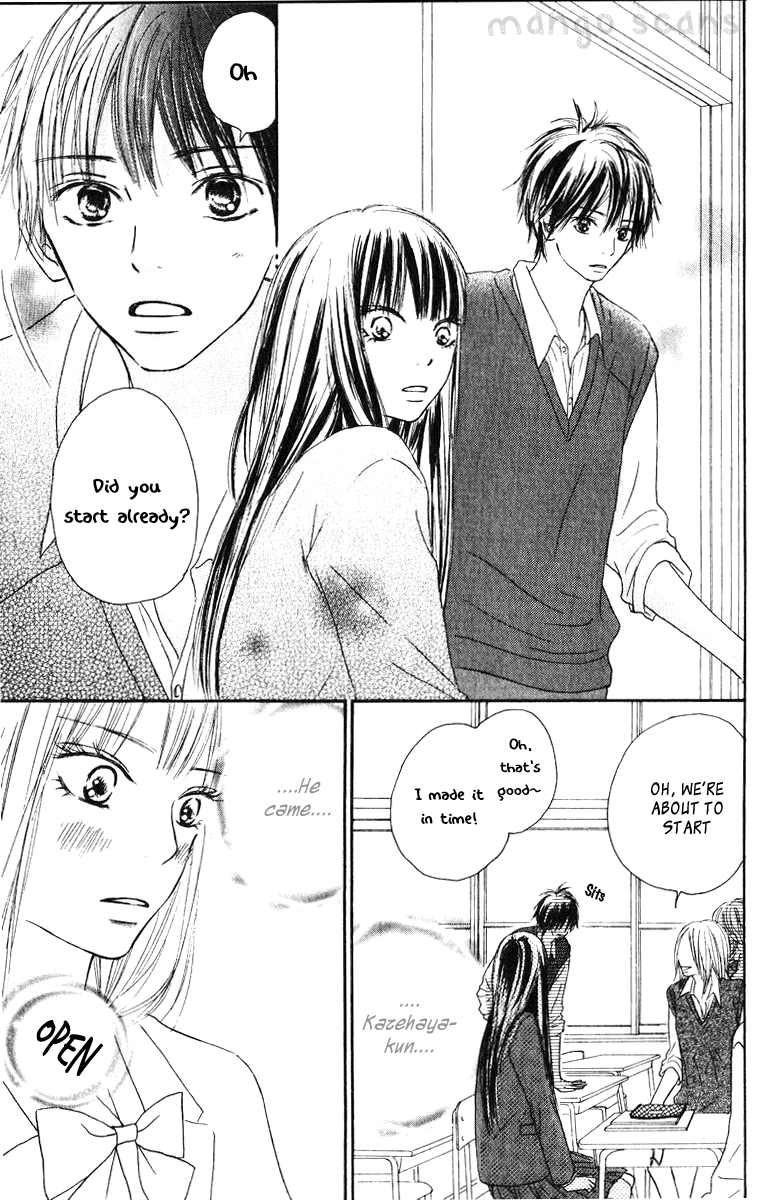 mango scans
Oh
Did you
start already?
OH, WE'RE
ABOUT TO
START
Oh,
that's
good~
I made it
in time!
Sits
....
Kazehaya-
kun....
....He
came....
OPEN